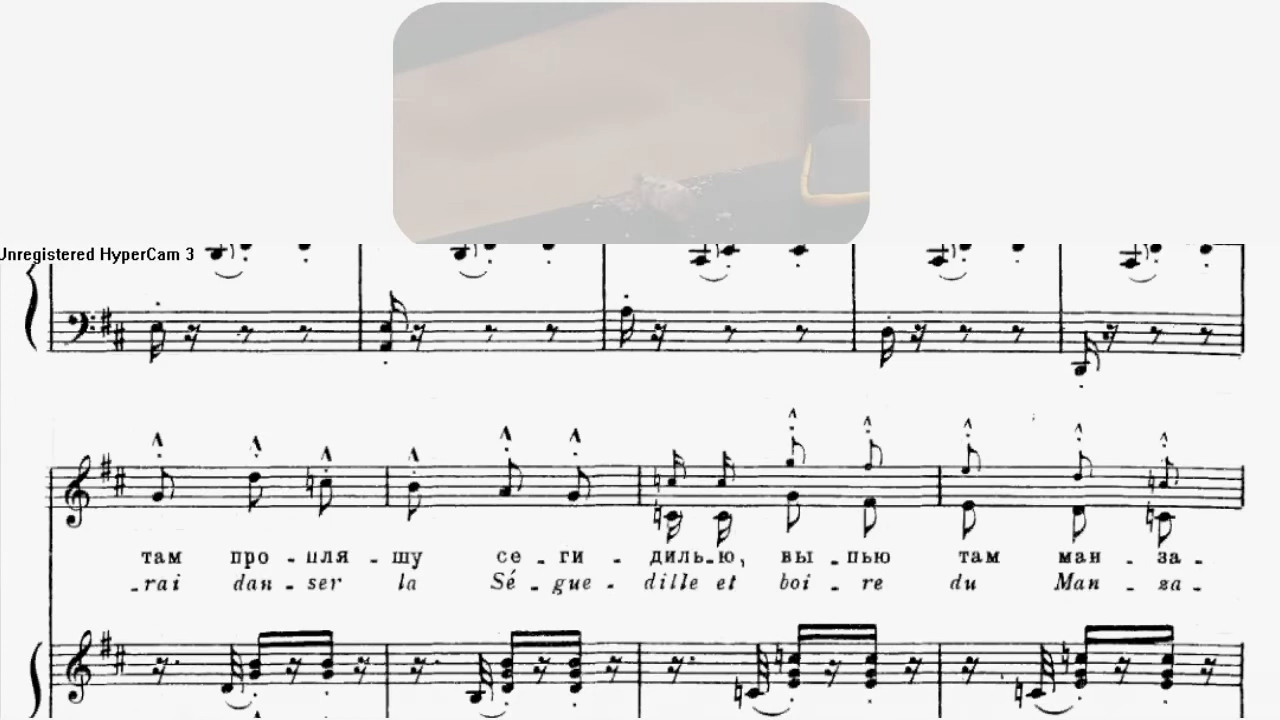 Unregistered HyperCam 3
там про - пля - шу се - ги - диль-ю, вы - пью там ман - за -
-rai dan - ser la Sé - gue - dille et boi - re du Man - za -